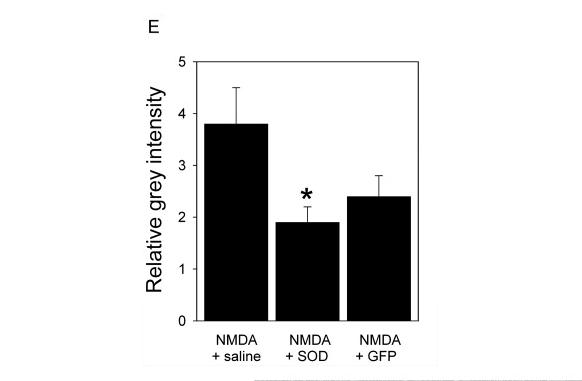 E
Relative grey intensity
5
4
3
2
1
0
*
NMDA
+ saline
NMDA
+ SOD
NMDA
+ GFP